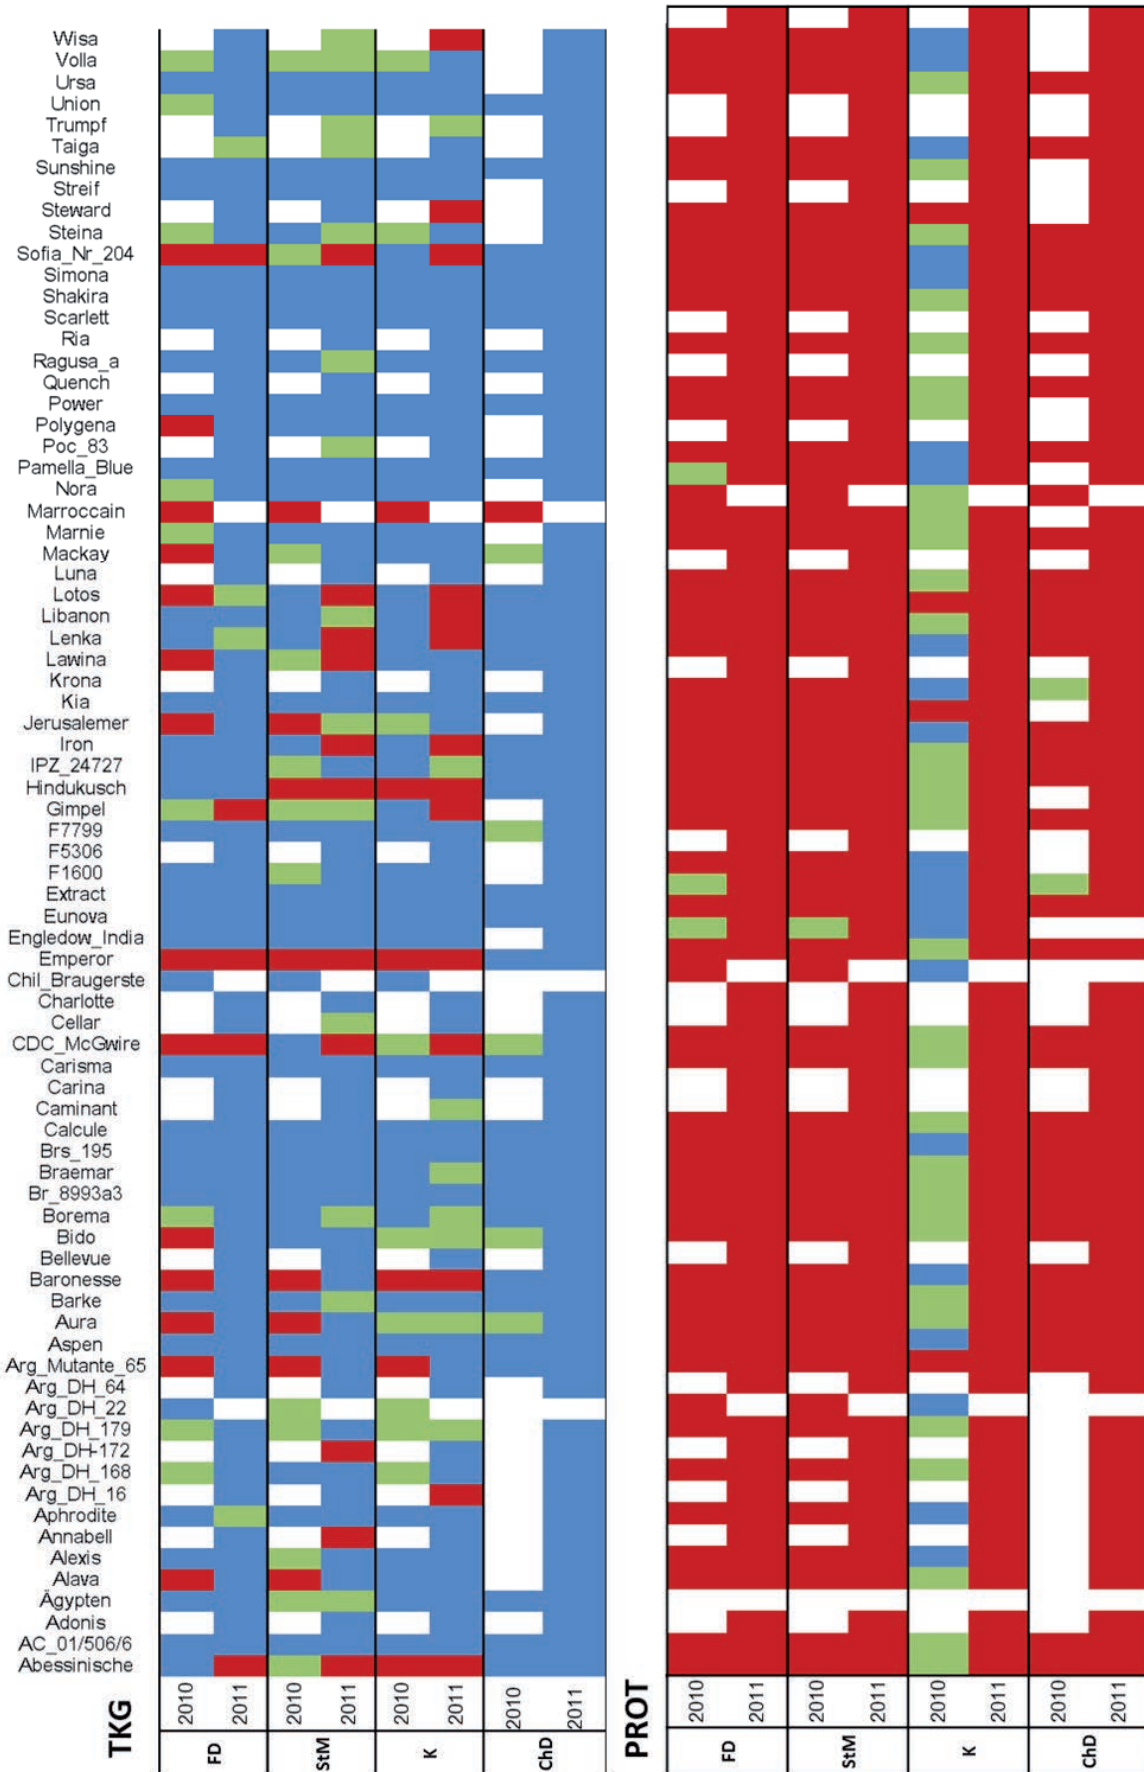 Wisa
Volla
Ursa
Union
Trumpf
Taiga
Sunshine
Streif
Steward
Steina
Sofia_Nr_204
Simona
Shakira
Scarlett
Ria
Ragusa_a
Quench
Power
Polygena
Poc_83
Pamella_Blue
Nora
Marroccain
Marnie
Mackay
Luna
Lotos
Libanon
Lenka
Lawina
Krona
Kia
Jerusalemer
Iron
IPZ_24727
Hindukusch
Gimpel
F7799
F5306
F1600
Extract
Eunova
Engledow_India
Emperor
Chil_Braugerste
Charlotte
Cellar
CDC_McGwire
Carisma
Carina
Caminant
Calcule
Brs_195
Braemar
Br_8993a3
Borema
Bido
Bellevue
Baronesse
Barke
Aura
Aspen
Arg_Mutante_65
Arg_DH_64
Arg_DH_22
Arg_DH_179
Arg_DH-172
Arg_DH_168
Arg_DH_16
Aphrodite
Annabell
Alexis
Alava
Ägypten
Adonis
AC_01/506/6
Abessinische
TKG
2010 2011 2010 2011 2010 2011 2010 2011
FD StM K ChD
PROT
2010 2011 2010 2011 2010 2011 2010 2011
FD StM K ChD